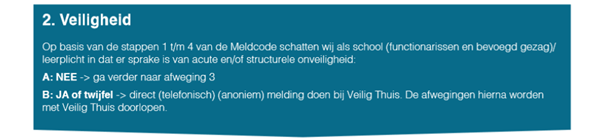 2. Veiligheid
Op basis van de stappen 1 t/m 4 van de Meldcode schatten wij als school (functionarissen en bevoegd gezag)/
leerplicht in dat er sprake is van acute en/of structurele onveiligheid:
A: NEE -> ga verder naar afweging 3
B: JA of twijfel -> direct (telefonisch) (anoniem) melding doen bij Veilig Thuis. De afwegingen hierna worden
met Veilig Thuis doorlopen.